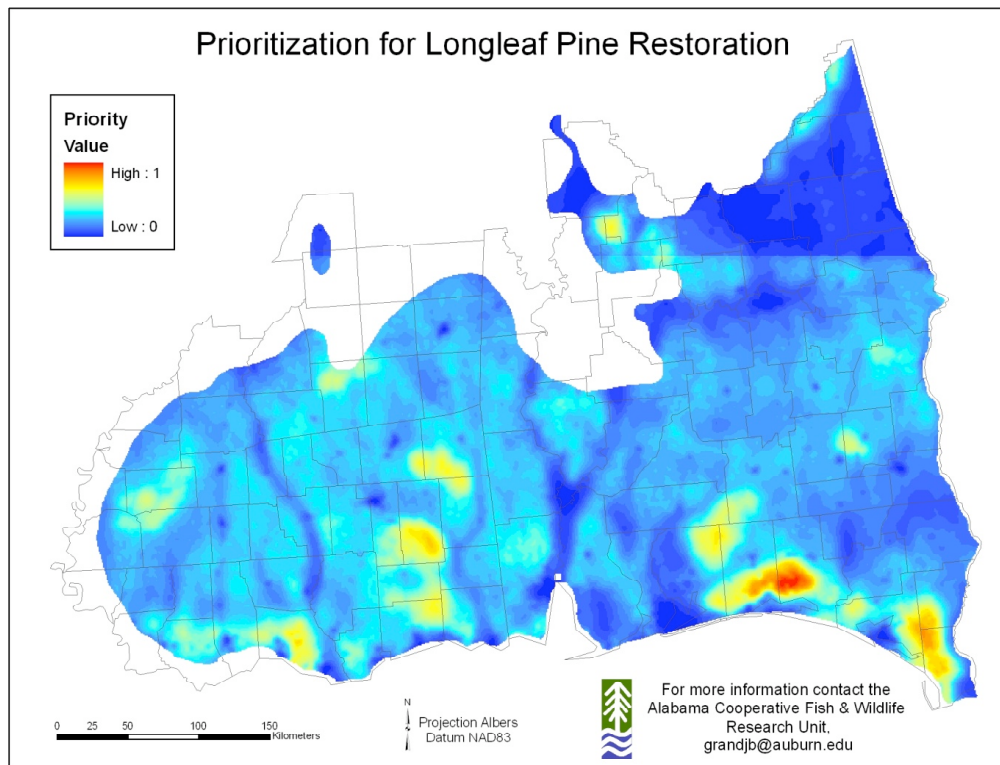 Prioritization for Longleaf Pine Restoration
Priority
Value
High : 1
Low : 0
0 25 50 100 150
Kilometers
N
Projection Albers
Datum NAD83
For more information contact the
Alabama Cooperative Fish & Wildlife
Research Unit,
grandjb@auburn.edu